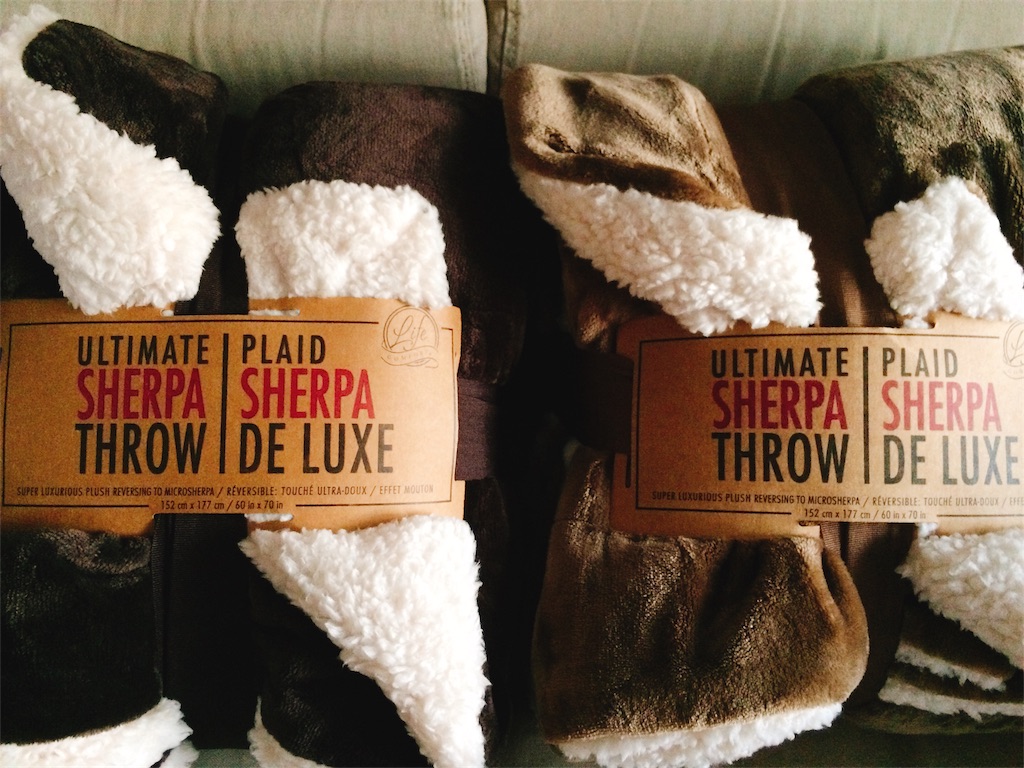 ULTIMATE
SHERPA
THROW
PLAID
SHERPA
DE LUXE
Life
SUPER LUXURIOUS PLUSH REVERSING TO MICROSHERPA / RÉVERSIBLE: TOUCHÉ ULTRA-DOUX / EFFET MOUTON
152 cm x 177 cm / 60 in x 70 in
ULTIMATE
SHERPA
THROW
PLAID
SHERPA
DE LUXE
SUPER LUXURIOUS PLUSH REVERSING TO MICROSHERPA / RÉVERSIBLE: TOUCHÉ ULTRA-DOUX /
152 cm x 177 cm / 60 in x 70 in